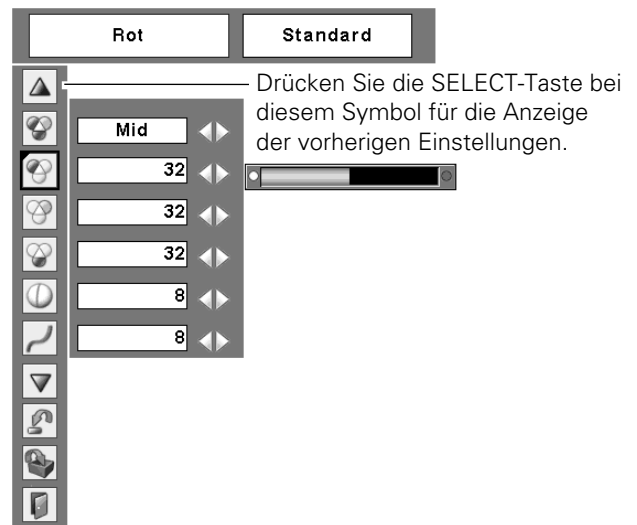 Rot Standard
Drücken Sie die SELECT-Taste bei
diesem Symbol für die Anzeige
der vorherigen Einstellungen.
Mid
32
32
32
8
8